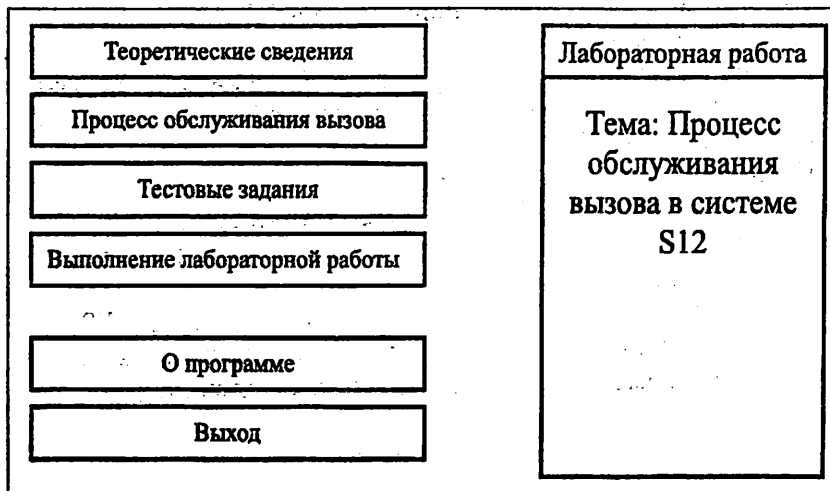 Теоретические сведения
Процесс обслуживания вызова
Тестовые задания
Выполнение лабораторной работы
О программе
Выход
Лабораторная работа
Тема: Процесс
обслуживания
вызова в системе
S12